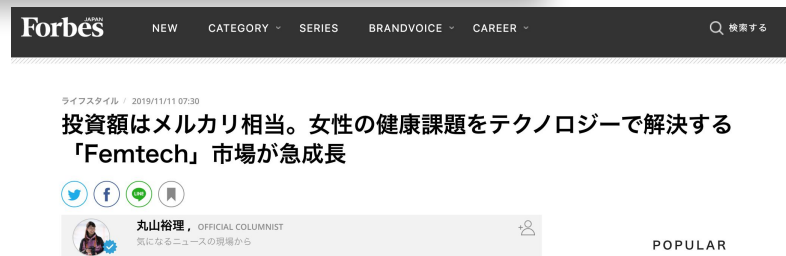 Forbes JAPAN
NEW CATEGORY SERIES BRANDVOICE CAREER 検索する
ライフスタイル / 2019/11/11 07:30
投資額はメルカリ相当。女性の健康課題をテクノロジーで解決する
「Femtech」市場が急成長
LINE
丸山裕理 , OFFICIAL COLUMNIST
気になるニュースの現場から
POPULAR